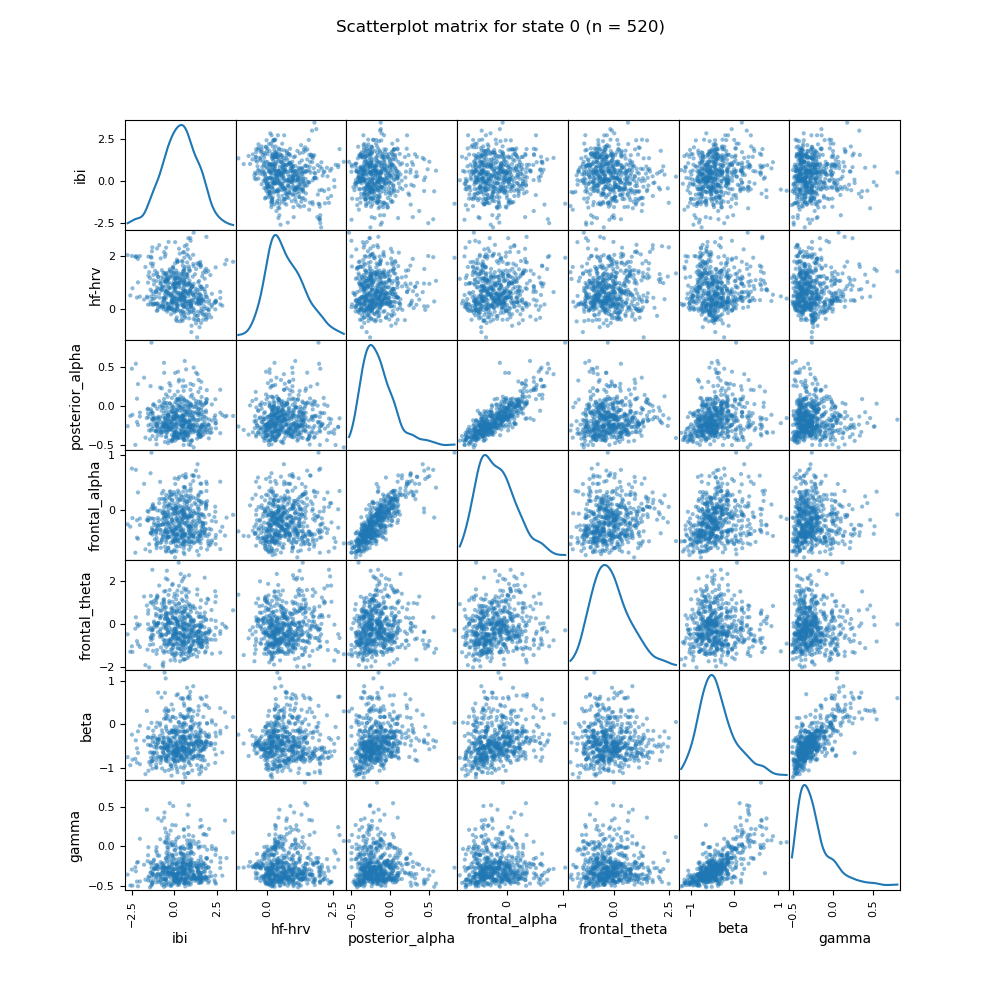 Scatterplot matrix for state 0 (n = 520)
2.5
0.0
−2.5
ibi
2
0
hf-hrv
0.5
0.0
−0.5
posterior_alpha
1
0
frontal_alpha
2
0
−2
frontal_theta
1
0
−1
beta
0.5
0.0
−0.5
gamma
−2.5 0.0 2.5 0.0 2.5 −0.5 0.0 0.5 0 1 0.0 2.5 −1 0 1 −0.5 0.0 0.5
ibi hf-hrv posterior_alpha frontal_alpha frontal_theta beta gamma